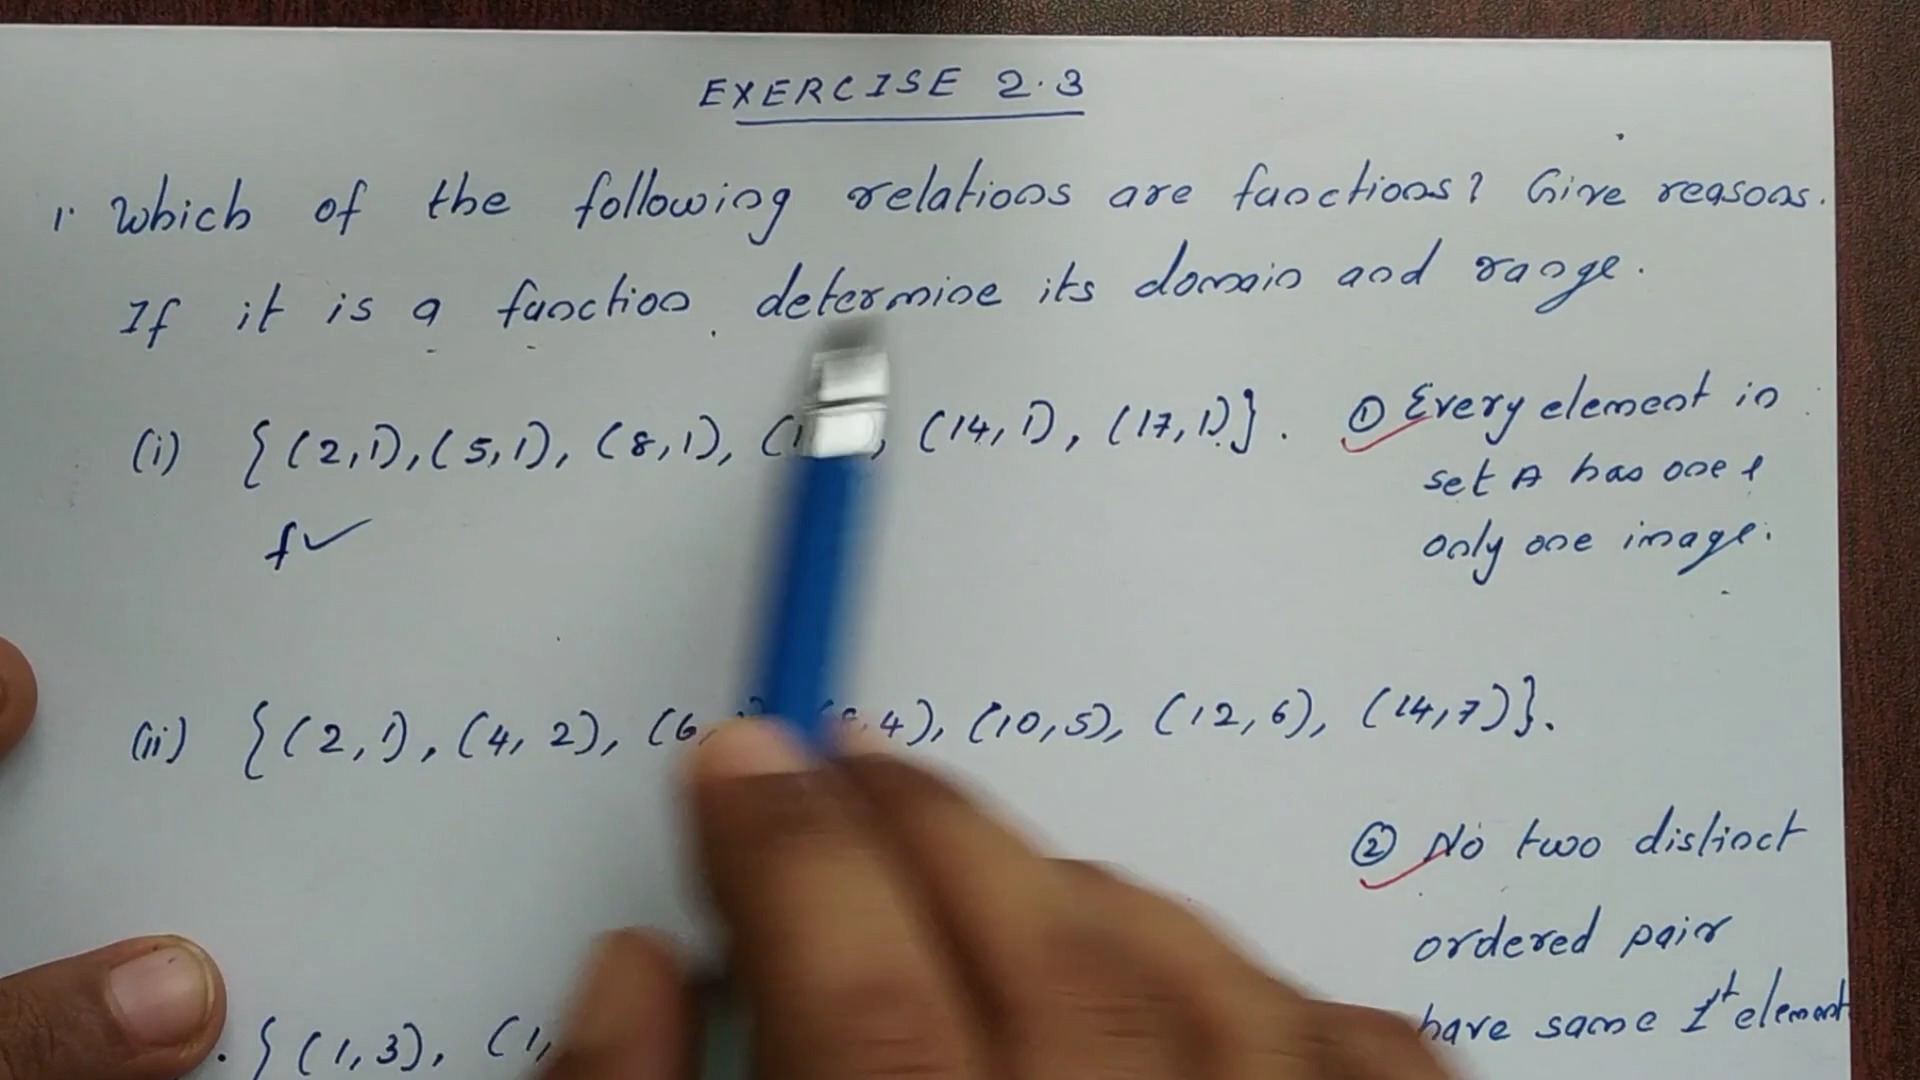 EXERCISE 2.3
1. Which of the following relations are functions? Give reasons.
If it is a function, determine its domain and range.
(i) {(2,1), (5,1), (8,1), (1 , (14,1), (17,1)}.
① Every element in
set A has one &
only one image.
f✓
(ii) {(2,1), (4,2), (6, ,4), (10,5), (12,6), (14,7)}.
② No two distinct
ordered pair
have same 1st element
. {(1,3), (1,